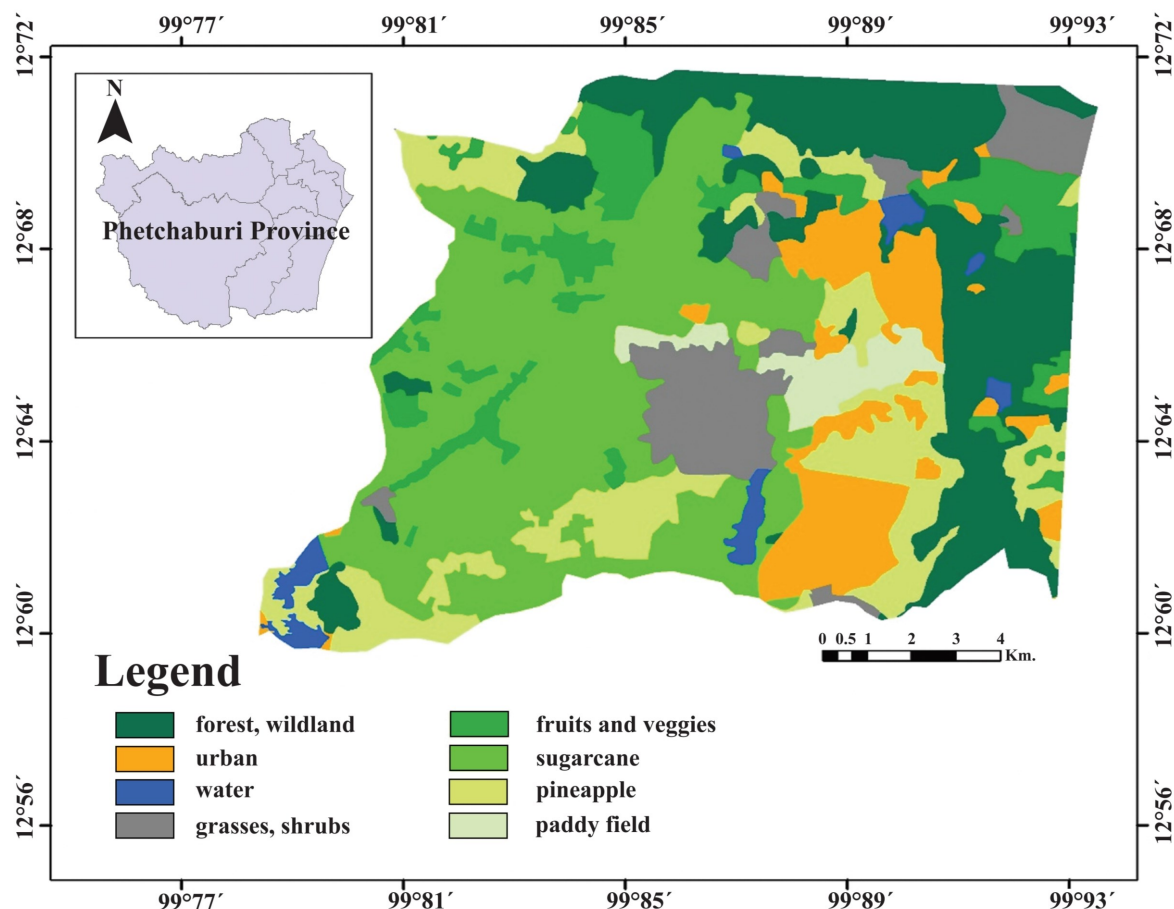 99°77´ 99°81´ 99°85´ 99°89´ 99°93´
12°72´ 12°72´
N
Phetchaburi Province
12°68´ 12°68´
12°64´ 12°64´
12°60´ 12°60´
0 0.5 1 2 3 4
Km.
Legend
forest, wildland
urban
water
grasses, shrubs
fruits and veggies
sugarcane
pineapple
paddy field
12°56´ 12°56´
99°77´ 99°81´ 99°85´ 99°89´ 99°93´